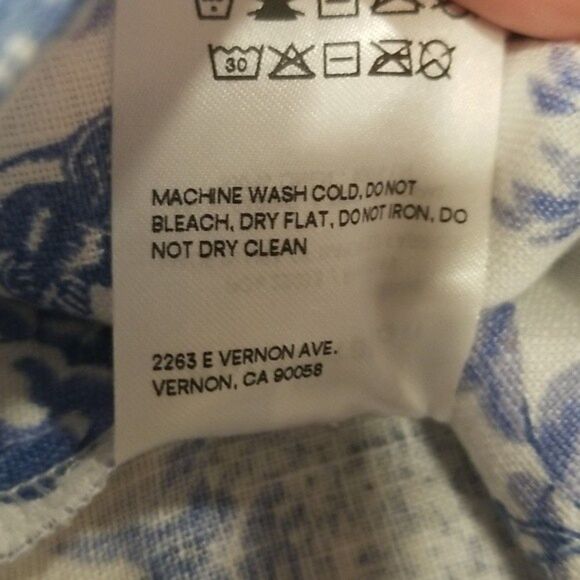 30
MACHINE WASH COLD, DO NOT
BLEACH, DRY FLAT, DO NOT IRON, DO
NOT DRY CLEAN
2263 E VERNON AVE.
VERNON, CA 90058